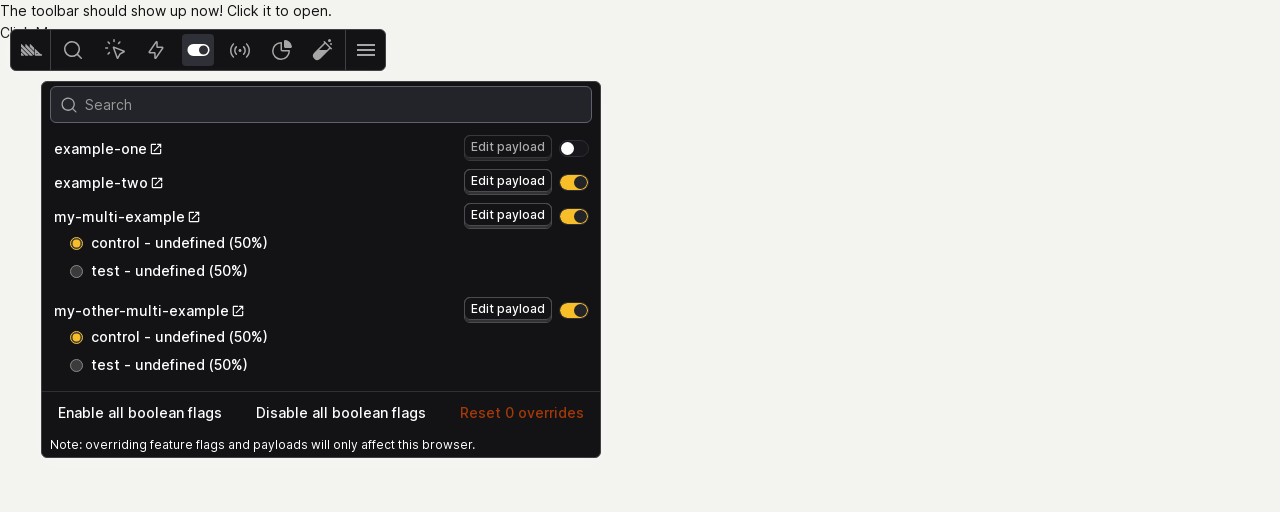 The toolbar should show up now! Click it to open.
Search
example-one Edit payload
example-two Edit payload
my-multi-example Edit payload
control - undefined (50%)
test - undefined (50%)
my-other-multi-example Edit payload
control - undefined (50%)
test - undefined (50%)
Enable all boolean flags Disable all boolean flags Reset 0 overrides
Note: overriding feature flags and payloads will only affect this browser.